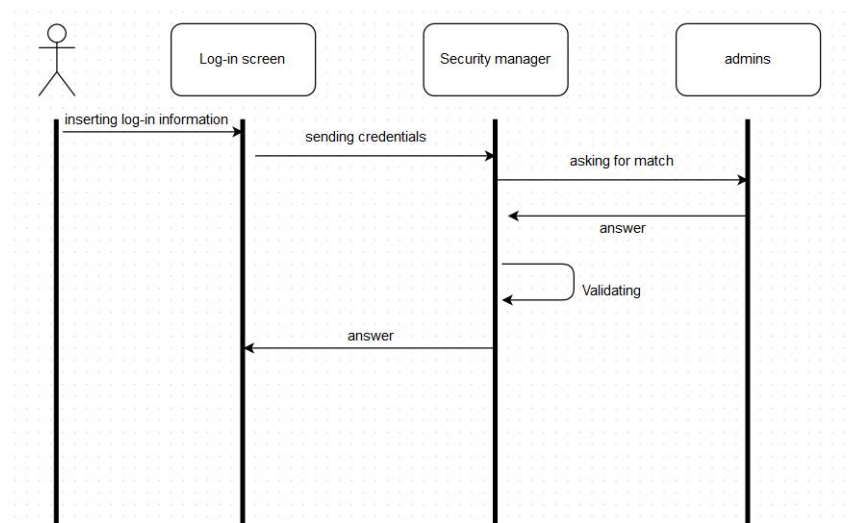 Log-in screen
Security manager
admins
inserting log-in information
sending credentials
asking for match
answer
Validating
answer